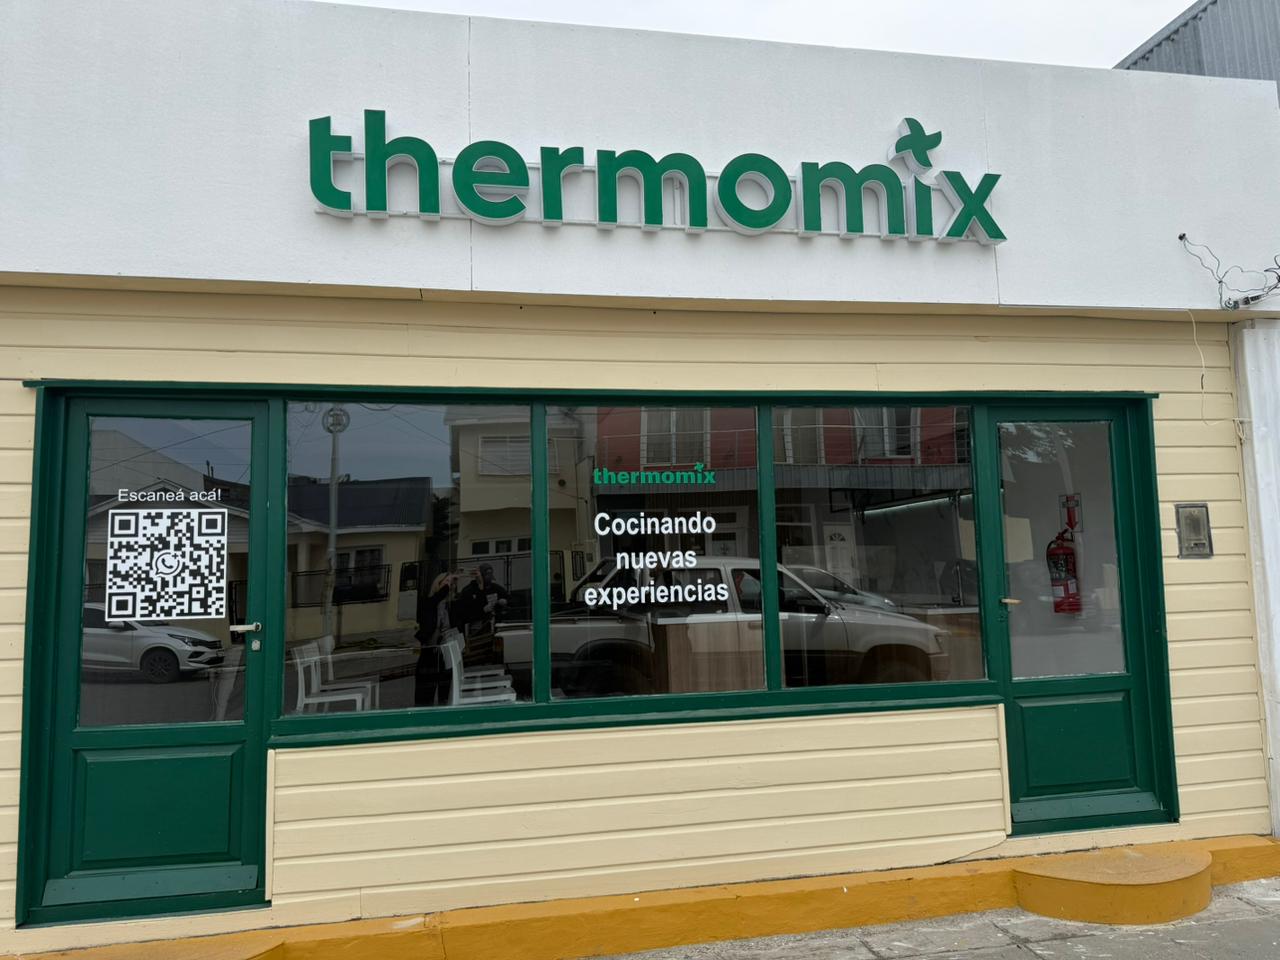 thermomix
Escaneá acá!
thermomix
Cocinando
nuevas
experiencias